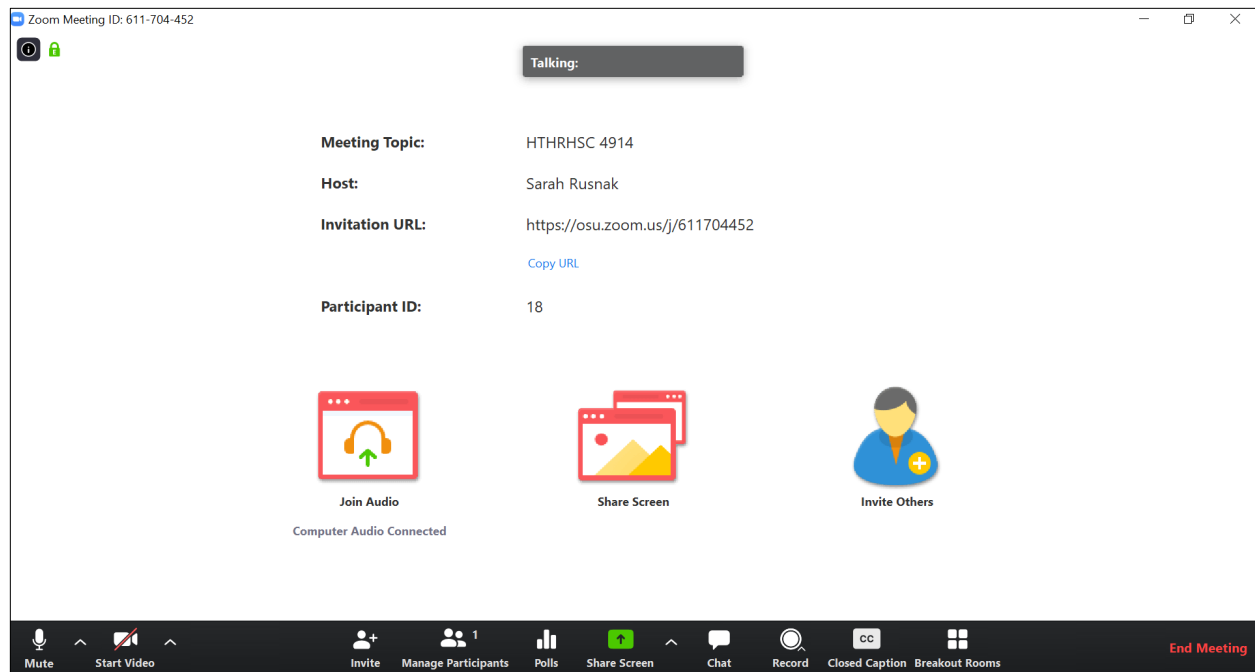 Zoom Meeting ID: 611-704-452
Talking:
Meeting Topic: HTHRHSC 4914
Host: Sarah Rusnak
Invitation URL: https://osu.zoom.us/j/611704452
Copy URL
Participant ID: 18
Join Audio Share Screen Invite Others
Computer Audio Connected
1
CC
Mute Start Video Invite Manage Participants Polls Share Screen Chat Record Closed Caption Breakout Rooms End Meeting